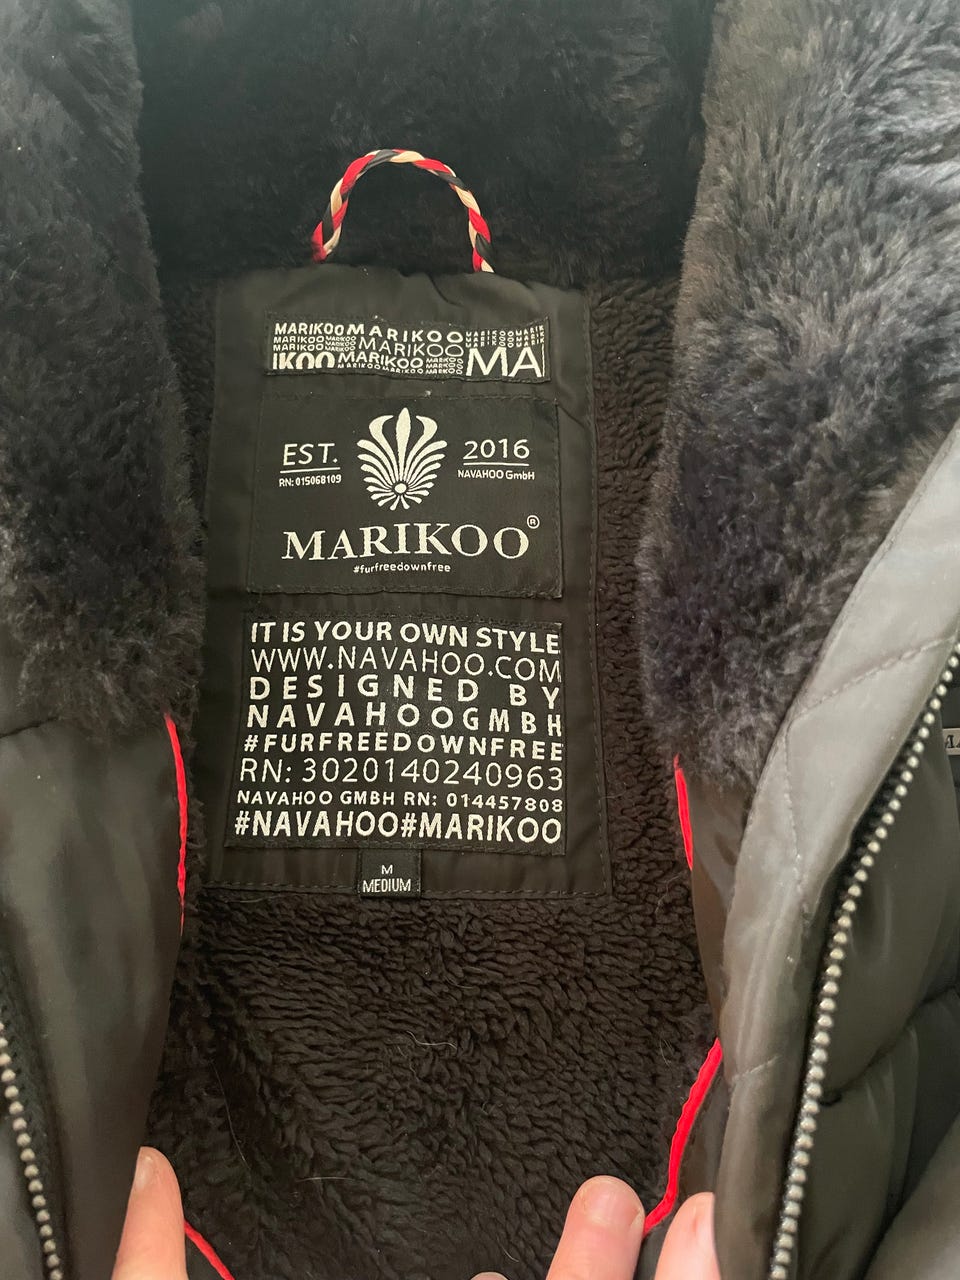 MARIKOO MARIKOO
MARIKOO MARIKOO
IKOO MARIKOO MA
EST. 2016
RN: 015068109 NAVAHOO GmbH
MARIKOO®
#furfreedownfree
IT IS YOUR OWN STYLE
WWW.NAVAHOO.COM
DESIGNED BY
NAVAHOOGMBH
#FURFREEDOWNFREE
RN: 3020140240963
NAVAHOO GMBH RN: 014457808
#NAVAHOO#MARIKOO
M
MEDIUM